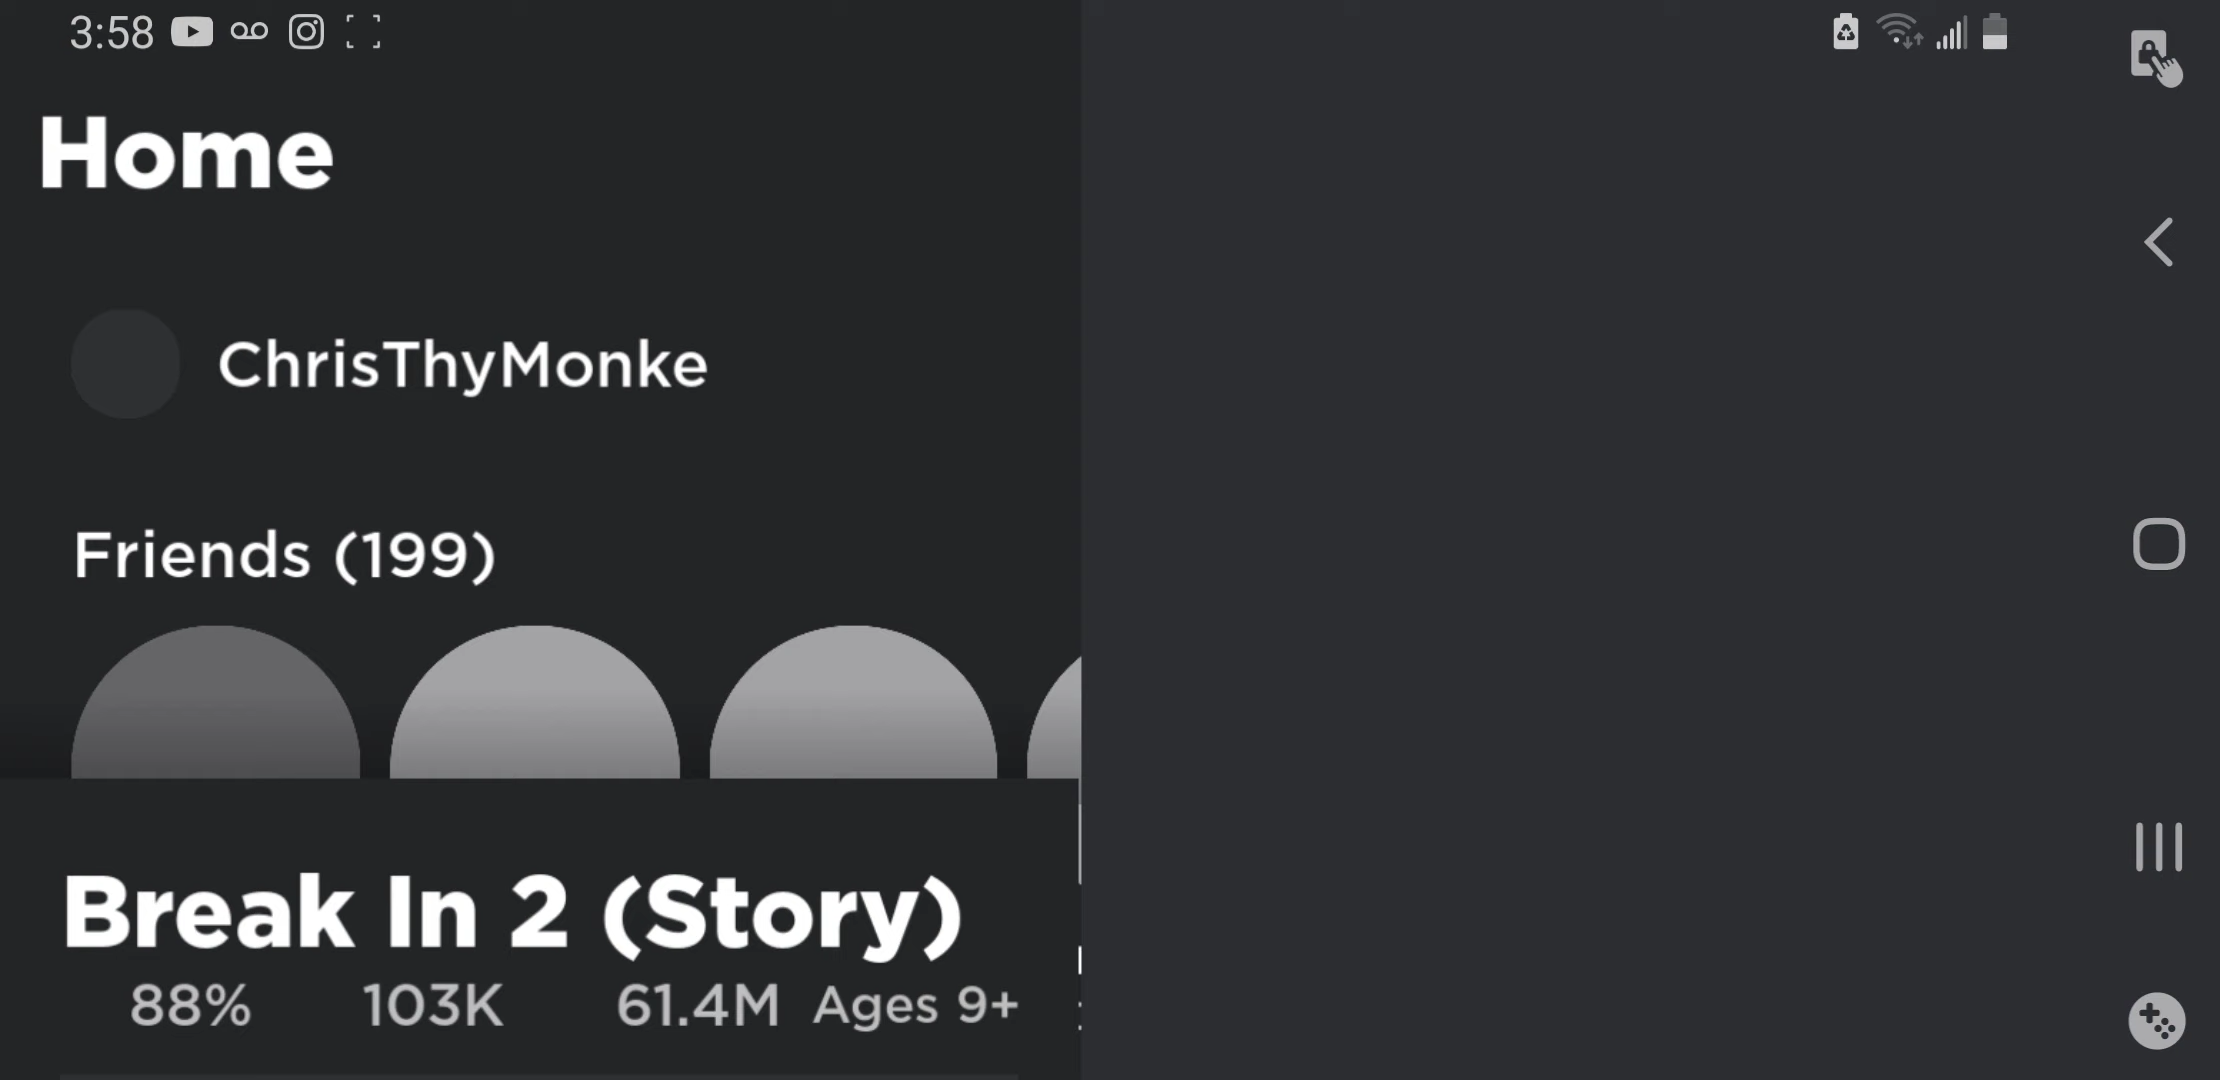 3:58
Home
ChrisThyMonke
Friends (199)
Break In 2 (Story)
88% 103K 61.4M Ages 9+